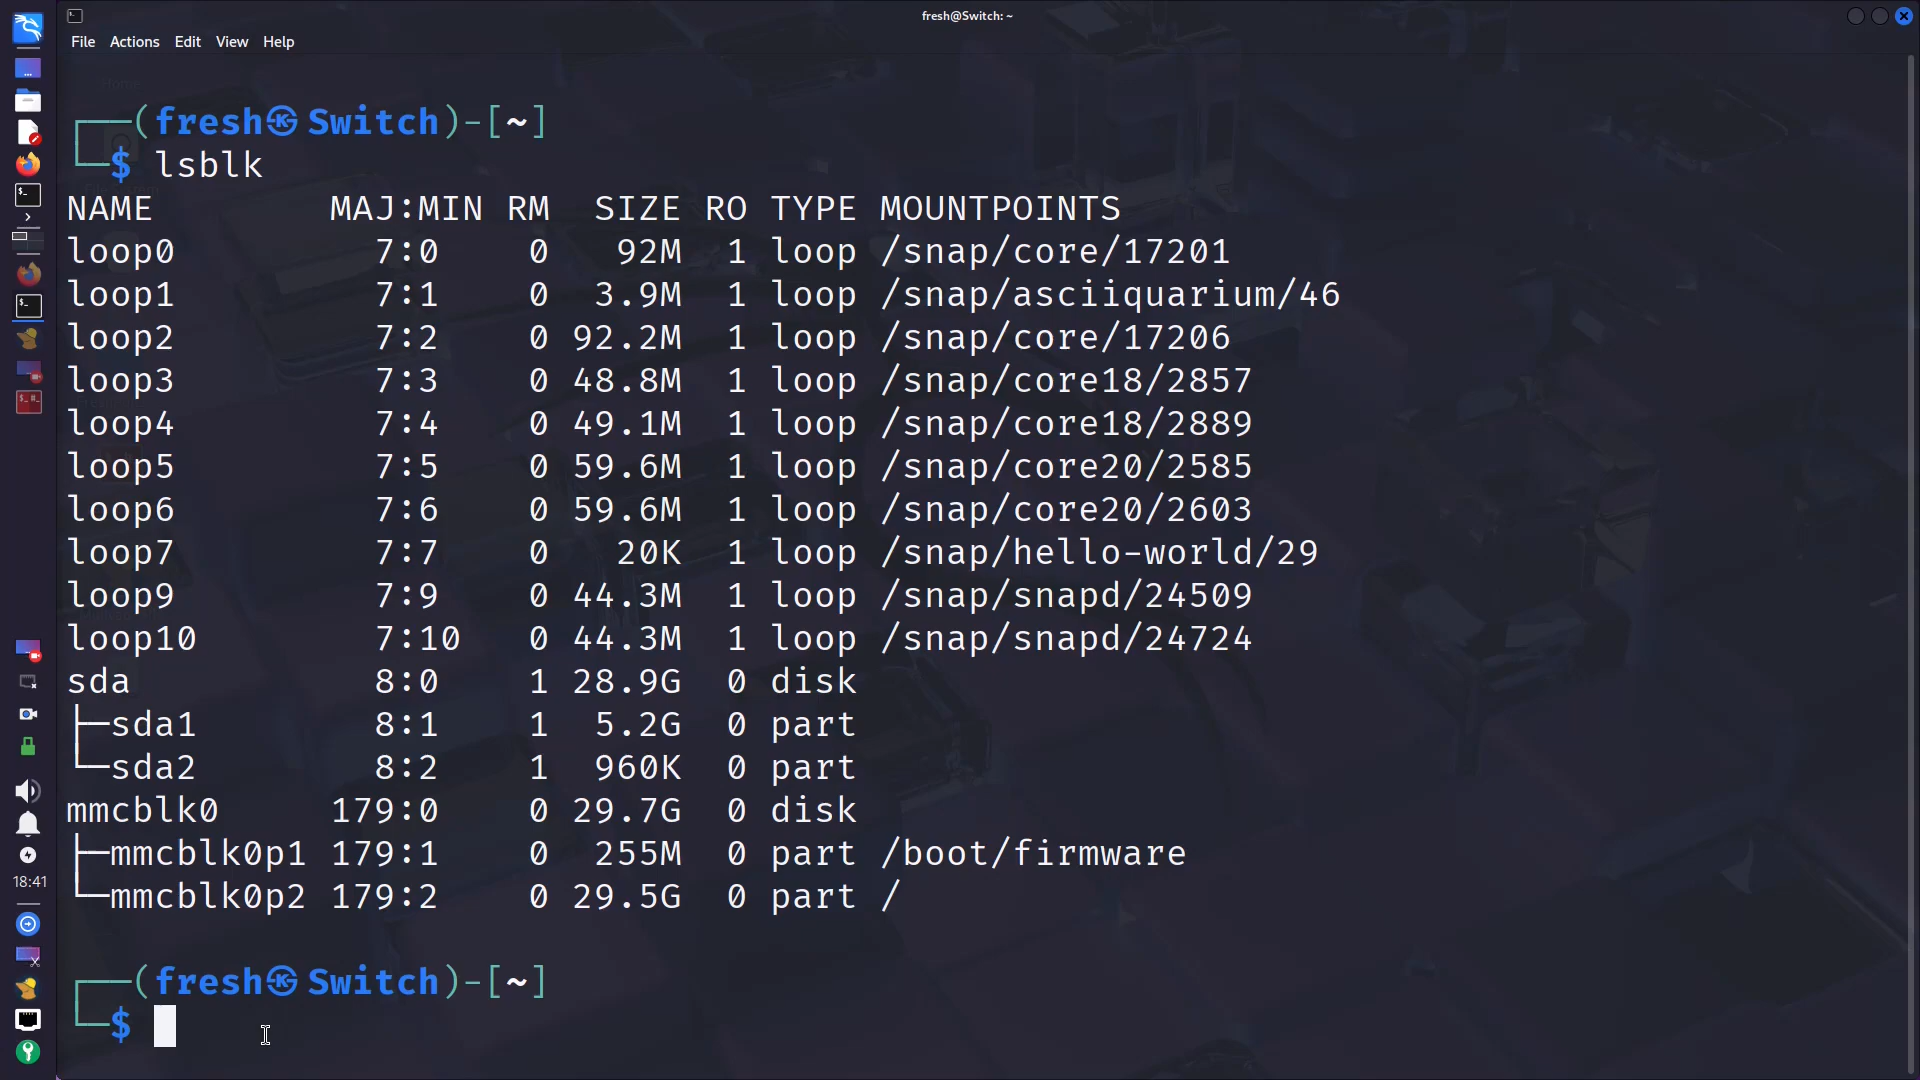 fresh@Switch: ~
File Actions Edit View Help
┌──(fresh㉿Switch)-[~]
└─$ lsblk
NAME        MAJ:MIN RM  SIZE RO TYPE MOUNTPOINTS
loop0         7:0    0   92M  1 loop /snap/core/17201
loop1         7:1    0  3.9M  1 loop /snap/asciiquarium/46
loop2         7:2    0 92.2M  1 loop /snap/core/17206
loop3         7:3    0 48.8M  1 loop /snap/core18/2857
loop4         7:4    0 49.1M  1 loop /snap/core18/2889
loop5         7:5    0 59.6M  1 loop /snap/core20/2585
loop6         7:6    0 59.6M  1 loop /snap/core20/2603
loop7         7:7    0   20K  1 loop /snap/hello-world/29
loop9         7:9    0 44.3M  1 loop /snap/snapd/24509
loop10        7:10   0 44.3M  1 loop /snap/snapd/24724
sda           8:0    1 28.9G  0 disk
├─sda1        8:1    1  5.2G  0 part
└─sda2        8:2    1  960K  0 part
mmcblk0     179:0    0 29.7G  0 disk
├─mmcblk0p1 179:1    0  255M  0 part /boot/firmware
└─mmcblk0p2 179:2    0 29.5G  0 part /
┌──(fresh㉿Switch)-[~]
└─$
18:41